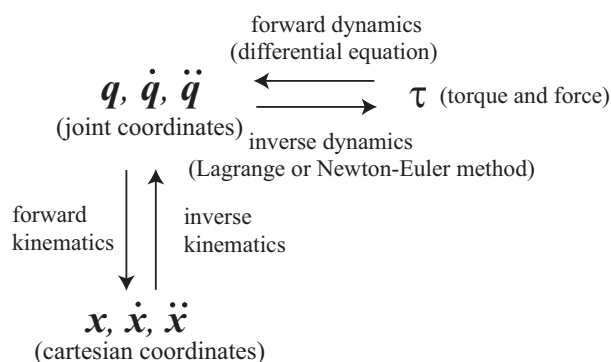 forward dynamics
(differential equation)
q, q̇, q̈
τ (torque and force)
(joint coordinates)
inverse dynamics
(Lagrange or Newton-Euler method)
forward
kinematics
inverse
kinematics
x, ẋ, ẍ
(cartesian coordinates)